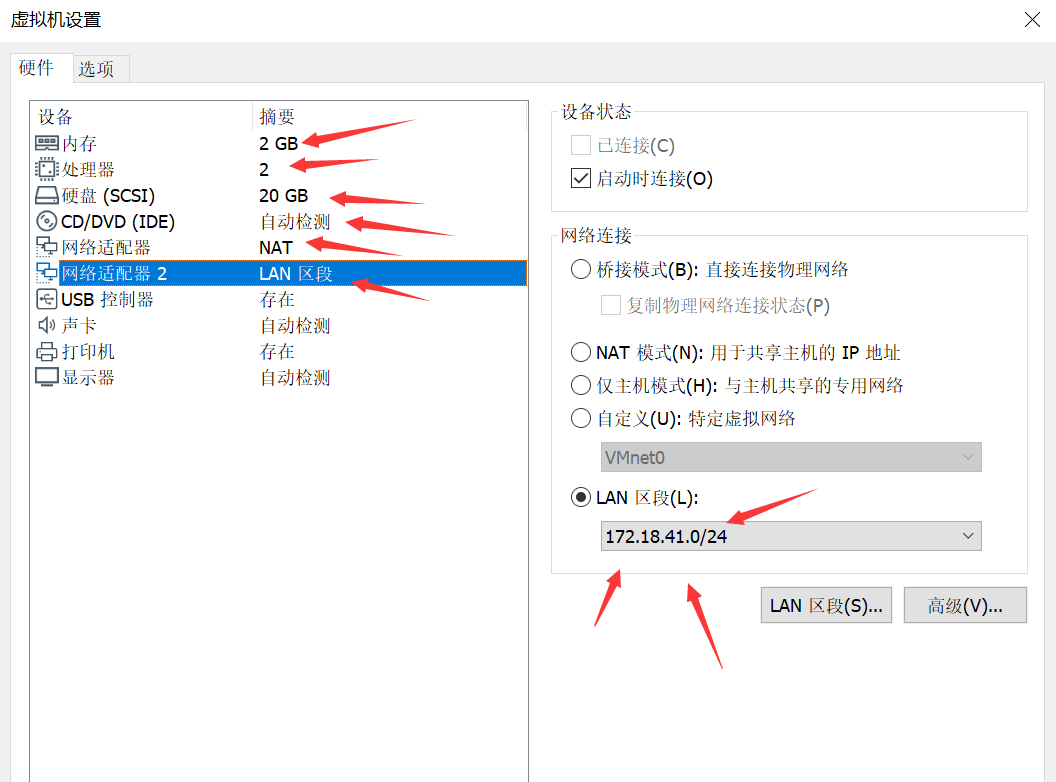 虚拟机设置
硬件 选项
设备 摘要
内存 2 GB
处理器 2
硬盘 (SCSI) 20 GB
CD/DVD (IDE) 自动检测
网络适配器 NAT
网络适配器 2 LAN 区段
USB 控制器 存在
声卡 自动检测
打印机 存在
显示器 自动检测
设备状态
已连接(C)
启动时连接(O)
网络连接
桥接模式(B): 直接连接物理网络
复制物理网络连接状态(P)
NAT 模式(N): 用于共享主机的 IP 地址
仅主机模式(H): 与主机共享的专用网络
自定义(U): 特定虚拟网络
VMnet0
LAN 区段(L):
172.18.41.0/24
LAN 区段(S)... 高级(V)...